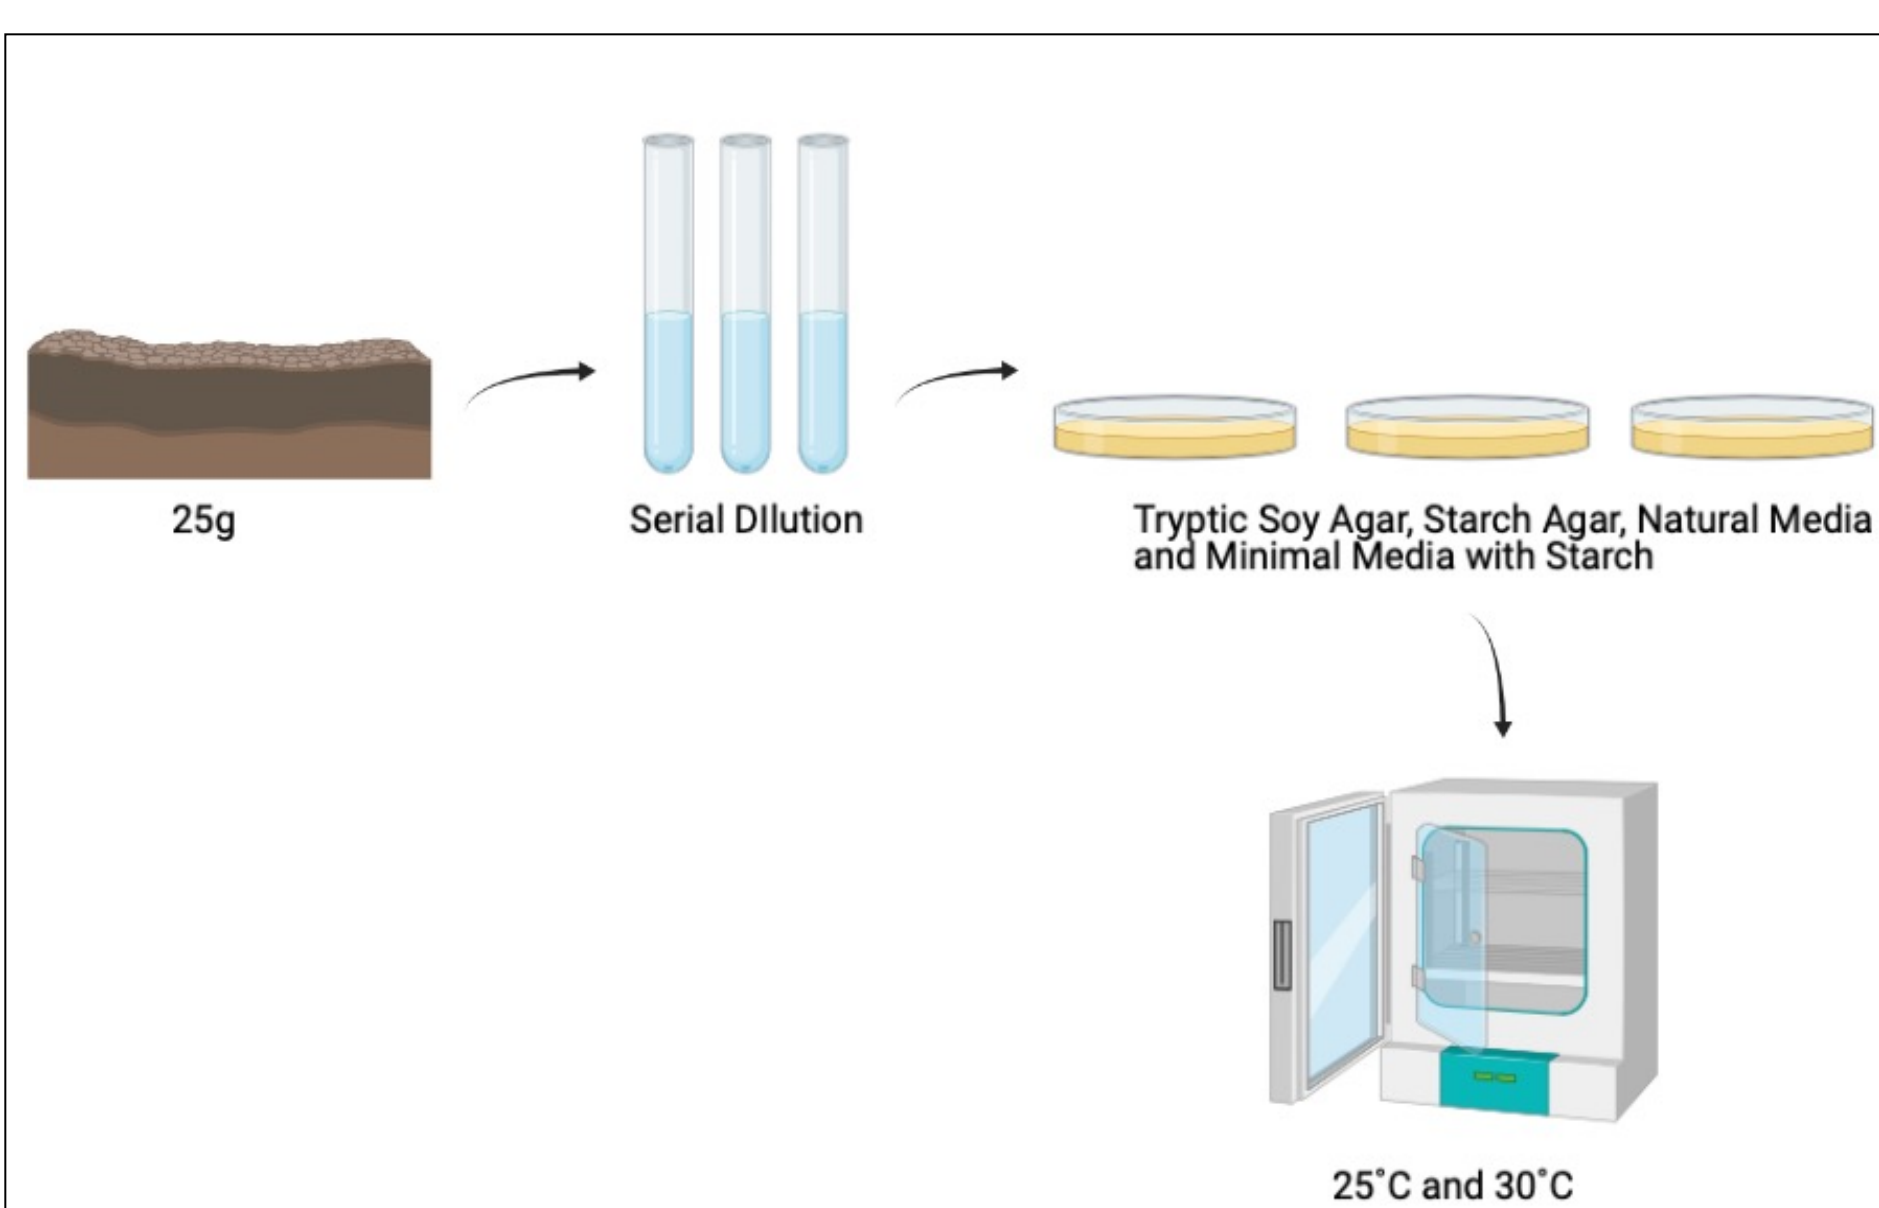 25g
Serial DIlution
Tryptic Soy Agar, Starch Agar, Natural Media
and Minimal Media with Starch
25˚C and 30˚C